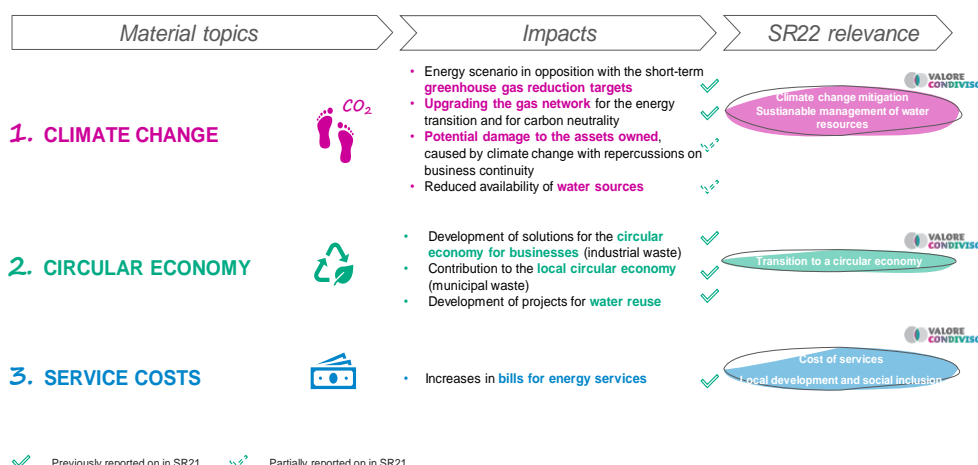 Material topics
Impacts
SR22 relevance
1. CLIMATE CHANGE
CO2
• Energy scenario in opposition with the short-term
greenhouse gas reduction targets
• Upgrading the gas network for the energy
transition and for carbon neutrality
• Potential damage to the assets owned,
caused by climate change with repercussions on
business continuity
• Reduced availability of water sources
VALORE
CONDIVISO
Climate change mitigation
Sustianable management of water
resources
2. CIRCULAR ECONOMY
• Development of solutions for the circular
economy for businesses (industrial waste)
• Contribution to the local circular economy
(municipal waste)
• Development of projects for water reuse
VALORE
CONDIVISO
Transition to a circular economy
3. SERVICE COSTS
• Increases in bills for energy services
VALORE
CONDIVISO
Cost of services
Local development and social inclusion
Previously reported on in SR21
Partially reported on in SR21